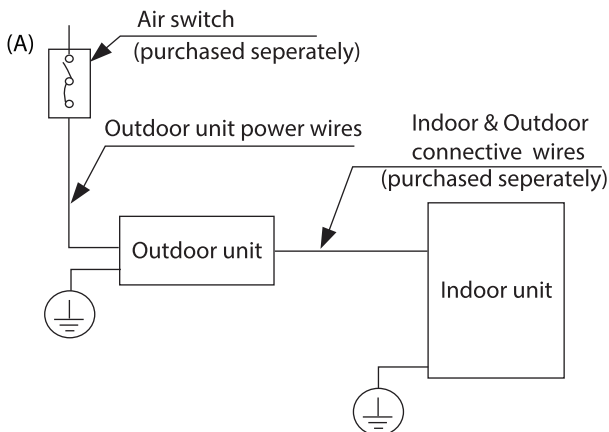 (A)
Air switch
(purchased seperately)
Outdoor unit power wires
Indoor & Outdoor
connective wires
(purchased seperately)
Outdoor unit
Indoor unit